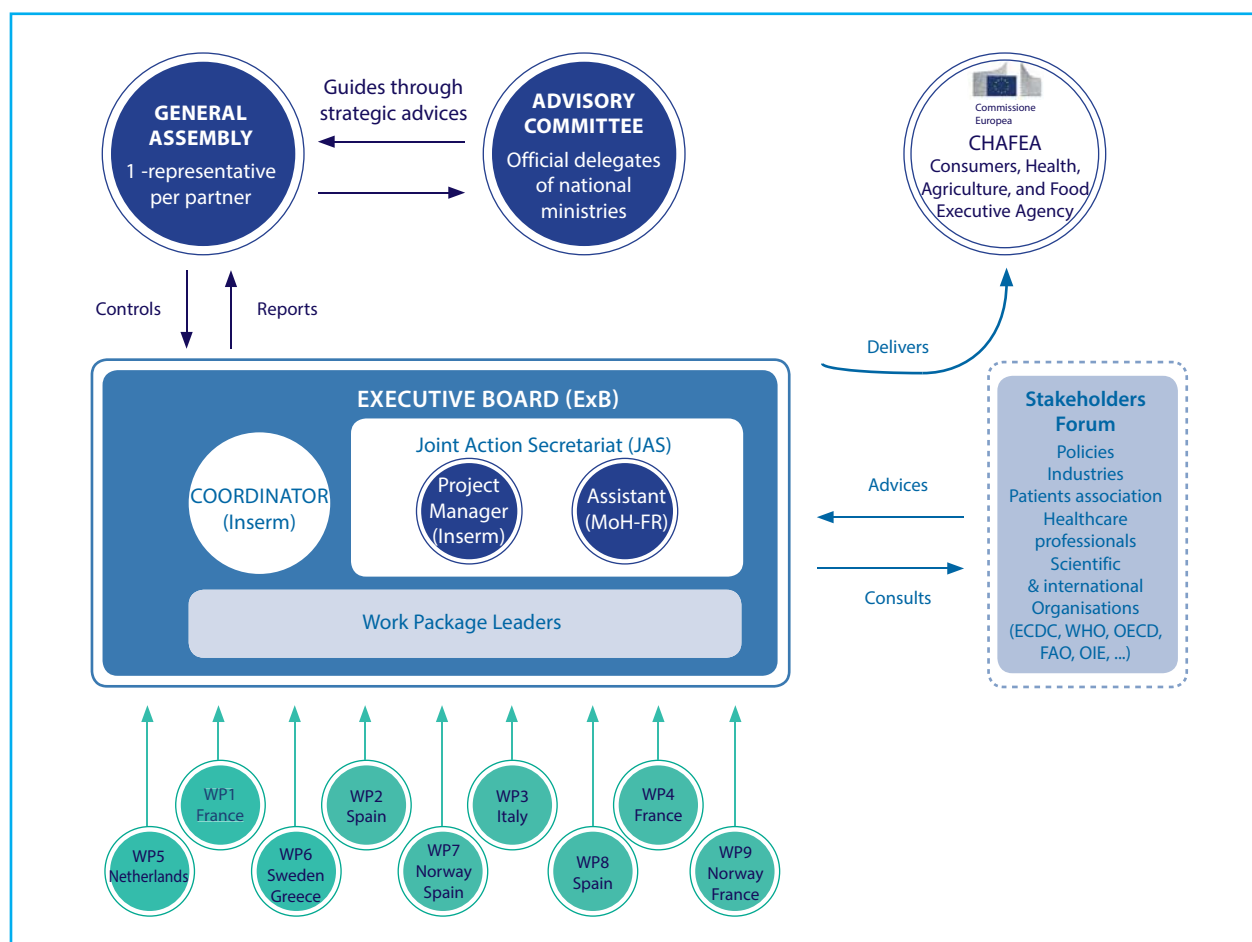 GENERAL
ASSEMBLY
1 -representative
per partner
Guides through
strategic advices
ADVISORY
COMMITTEE
Official delegates
of national
ministries
Commissione
Europea
CHAFEA
Consumers, Health,
Agriculture, and Food
Executive Agency
Controls
Reports
Delivers
EXECUTIVE BOARD (ExB)
Joint Action Secretariat (JAS)
COORDINATOR
(Inserm)
Project
Manager
(Inserm)
Assistant
(MoH-FR)
Work Package Leaders
Advices
Consults
Stakeholders
Forum
Policies
Industries
Patients association
Healthcare
professionals
Scientific
& international
Organisations
(ECDC, WHO, OECD,
FAO, OIE, ...)
WP5
Netherlands
WP1
France
WP6
Sweden
Greece
WP2
Spain
WP7
Norway
Spain
WP3
Italy
WP8
Spain
WP4
France
WP9
Norway
France